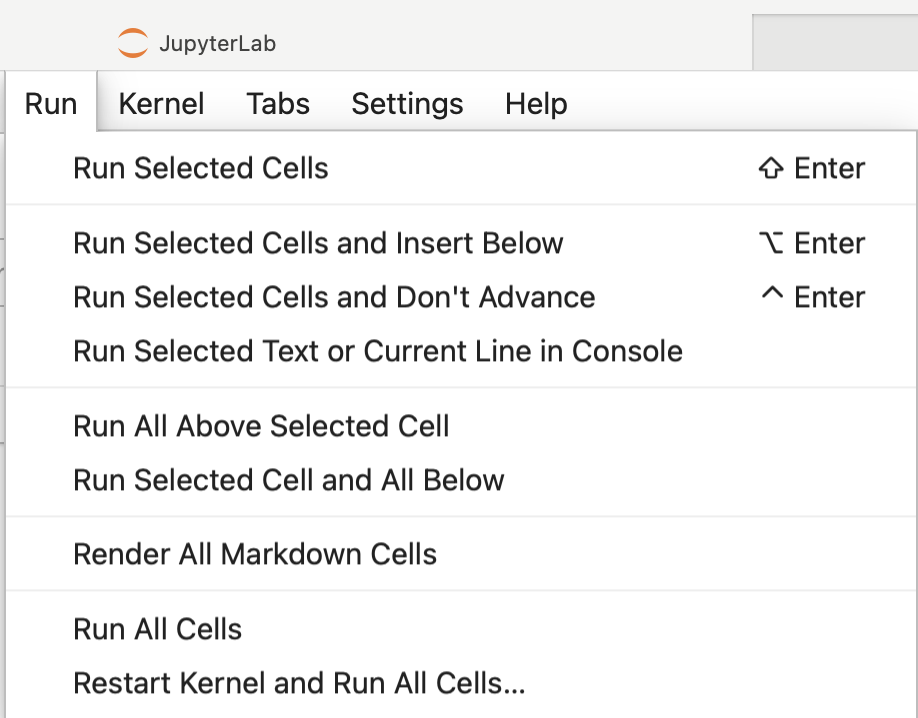 JupyterLab
Run Kernel Tabs Settings Help
Run Selected Cells ⇧ Enter
Run Selected Cells and Insert Below ⌥ Enter
Run Selected Cells and Don't Advance ^ Enter
Run Selected Text or Current Line in Console
Run All Above Selected Cell
Run Selected Cell and All Below
Render All Markdown Cells
Run All Cells
Restart Kernel and Run All Cells...